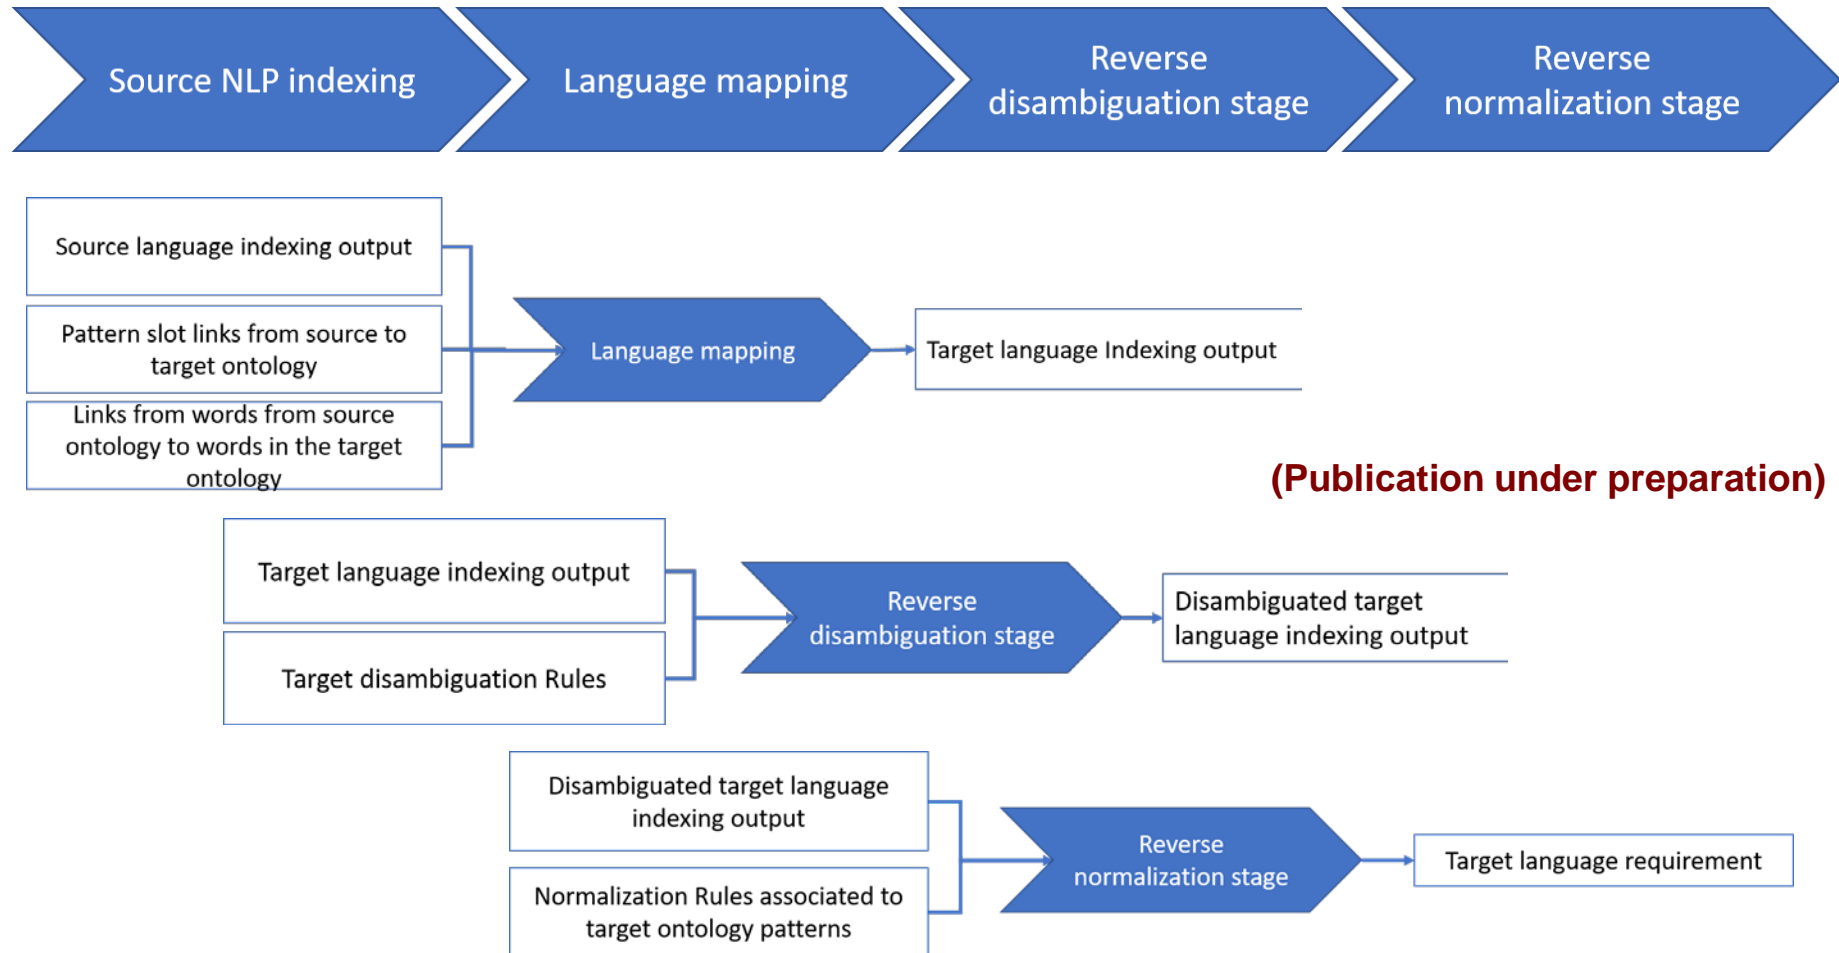 Source NLP indexing
Language mapping
Reverse
disambiguation stage
Reverse
normalization stage
Source language indexing output
Pattern slot links from source to
target ontology
Links from words from source
ontology to words in the target
ontology
Language mapping
Target language Indexing output
(Publication under preparation)
Target language indexing output
Target disambiguation Rules
Reverse
disambiguation stage
Disambiguated target
language indexing output
Disambiguated target language
indexing output
Normalization Rules associated to
target ontology patterns
Reverse
normalization stage
Target language requirement